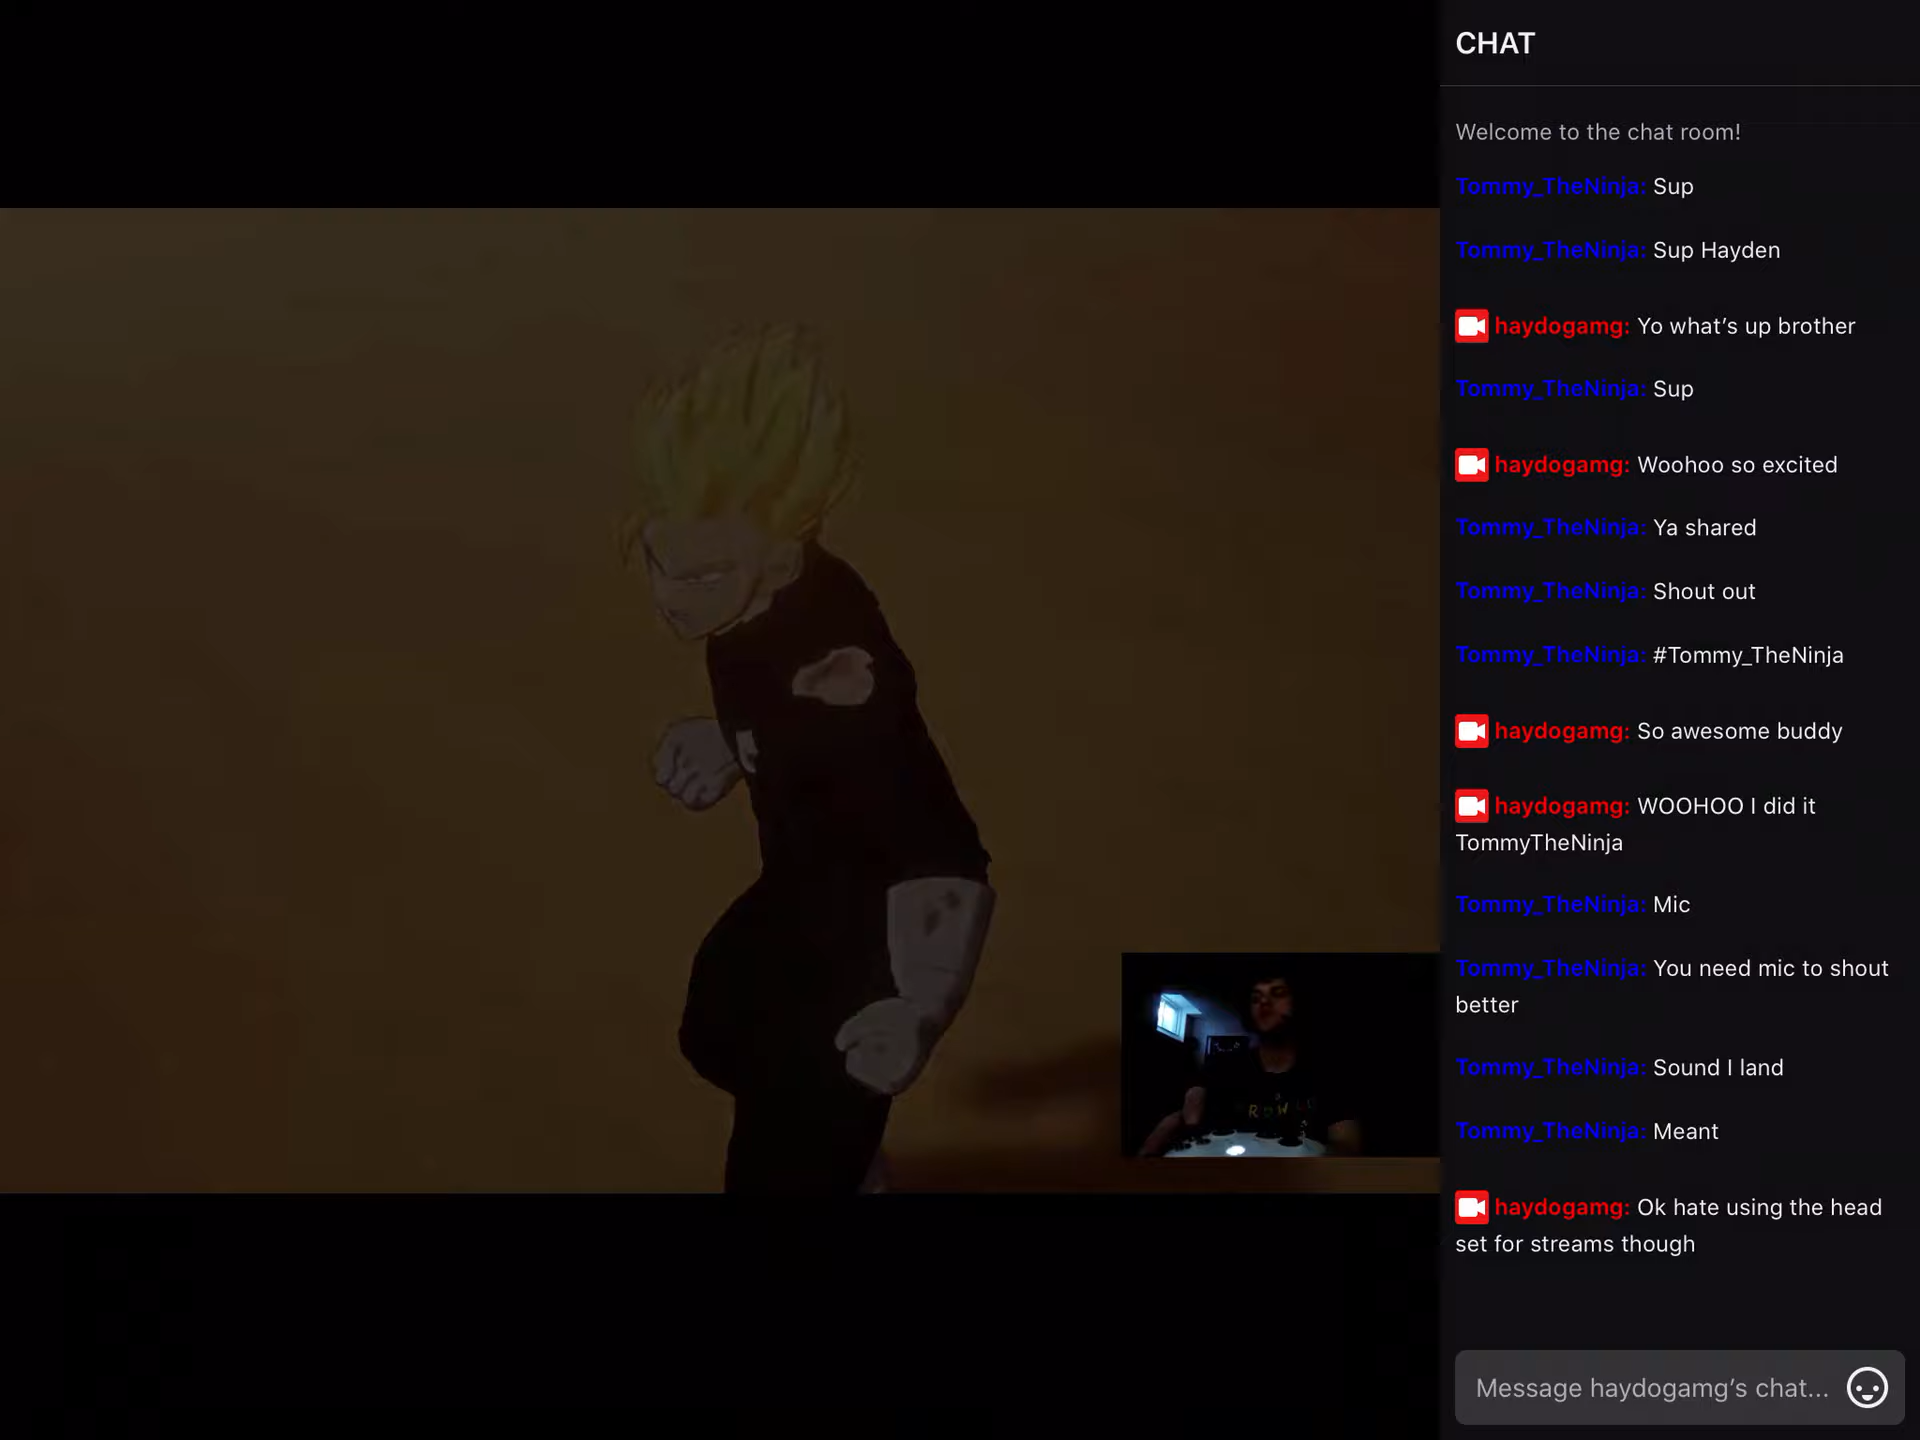 CHAT
Welcome to the chat room!
Tommy_TheNinja: Sup
Tommy_TheNinja: Sup Hayden
haydogamg: Yo what’s up brother
Tommy_TheNinja: Sup
haydogamg: Woohoo so excited
Tommy_TheNinja: Ya shared
Tommy_TheNinja: Shout out
Tommy_TheNinja: #Tommy_TheNinja
haydogamg: So awesome buddy
haydogamg: WOOHOO I did it
TommyTheNinja
Tommy_TheNinja: Mic
Tommy_TheNinja: You need mic to shout
better
Tommy_TheNinja: Sound I land
Tommy_TheNinja: Meant
haydogamg: Ok hate using the head
set for streams though
Message haydogamg’s chat...